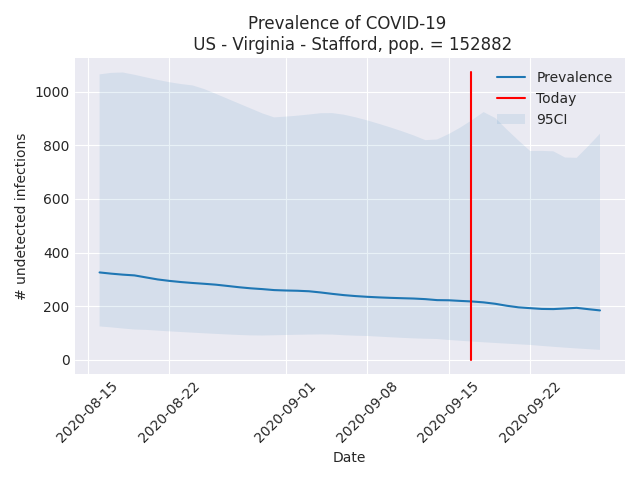 Prevalence of COVID-19
US - Virginia - Stafford, pop. = 152882
Prevalence
Today
95CI
# undetected infections
1000
800
600
400
200
0
2020-08-15
2020-08-22
2020-09-01
2020-09-08
2020-09-15
2020-09-22
Date